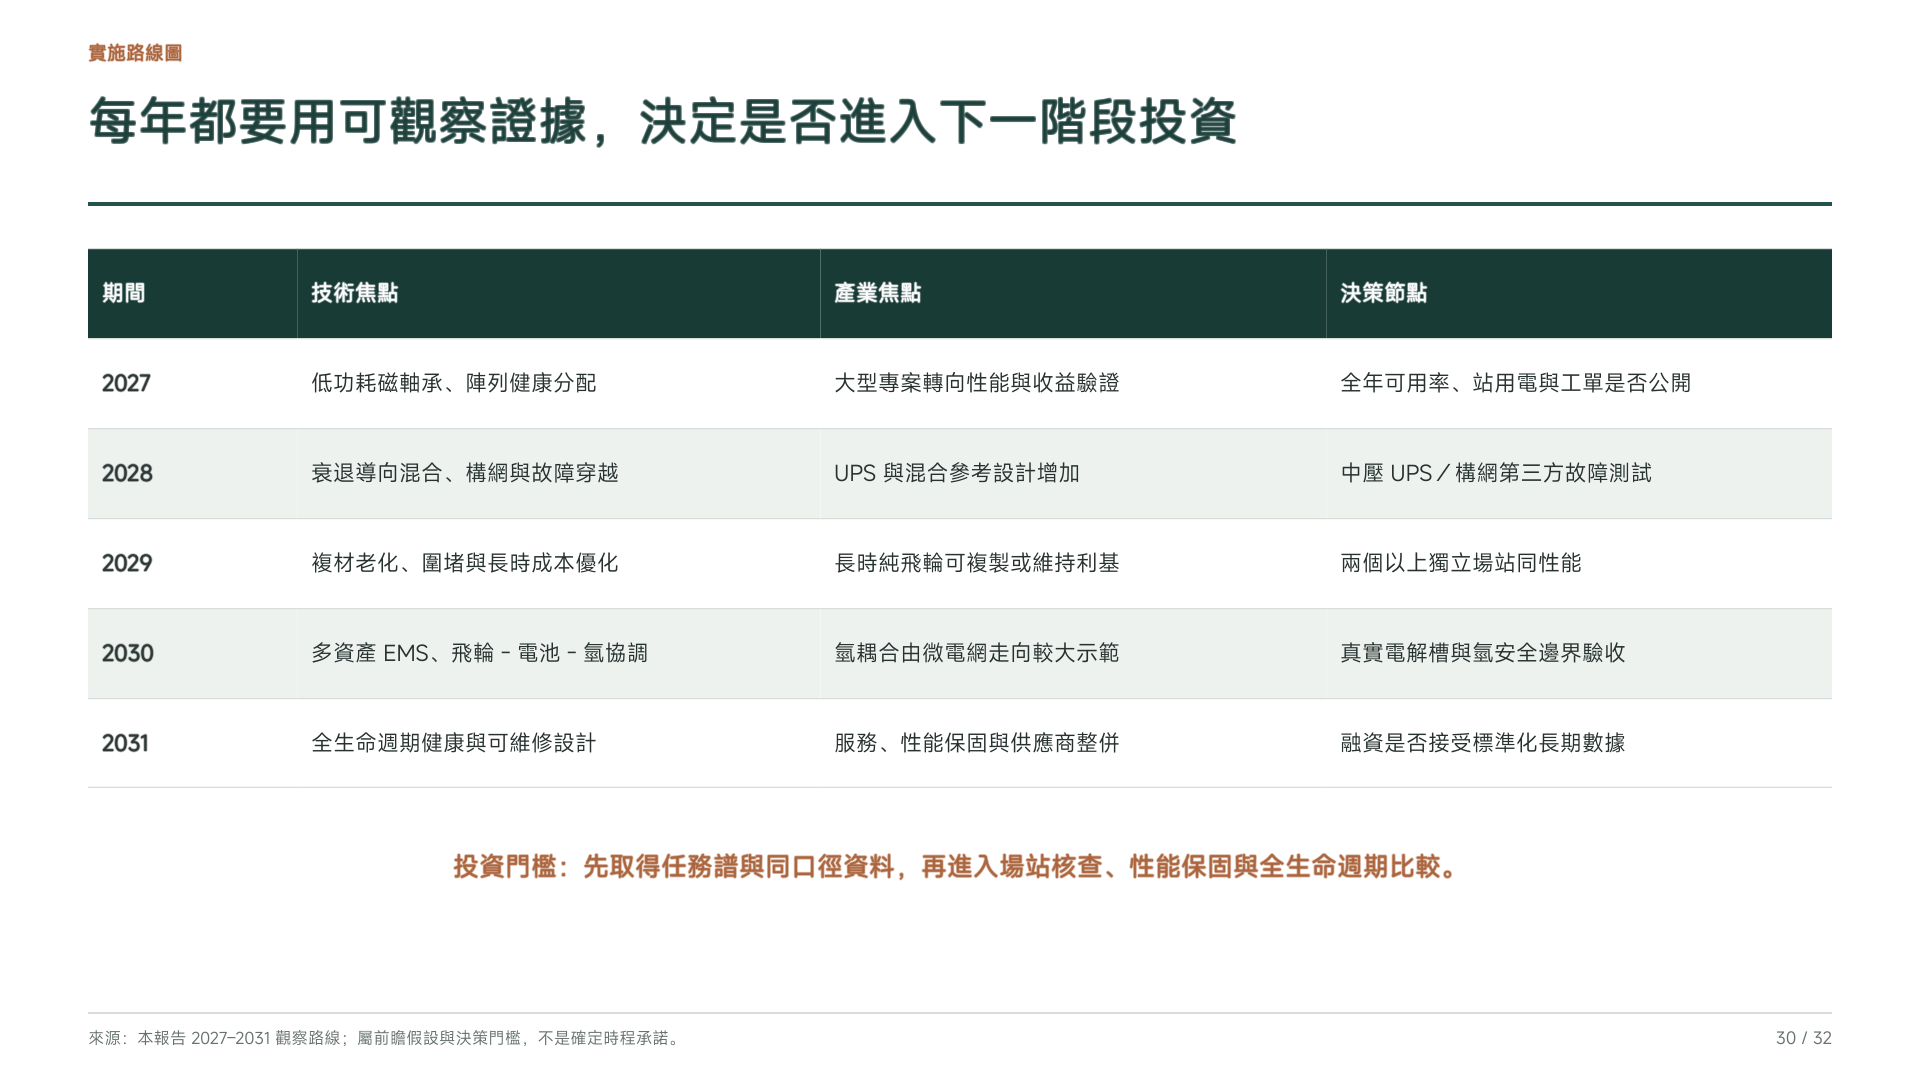 實施路線圖
每年都要用可觀察證據，決定是否進入下一階段投資
期間 技術焦點 產業焦點 決策節點
2027 低功耗磁軸承、陣列健康分配 大型專案轉向性能與收益驗證 全年可用率、站用電與工單是否公開
2028 衰退導向混合、構網與故障穿越 UPS 與混合參考設計增加 中壓 UPS／構網第三方故障測試
2029 複材老化、圍堵與長時成本優化 長時純飛輪可複製或維持利基 兩個以上獨立場站同性能
2030 多資產 EMS、飛輪－電池－氫協調 氫耦合由微電網走向較大示範 真實電解槽與氫安全邊界驗收
2031 全生命週期健康與可維修設計 服務、性能保固與供應商整併 融資是否接受標準化長期數據
投資門檻：先取得任務譜與同口徑資料，再進入場站核查、性能保固與全生命週期比較。
來源：本報告 2027–2031 觀察路線；屬前瞻假設與決策門檻，不是確定時程承諾。
30 / 32